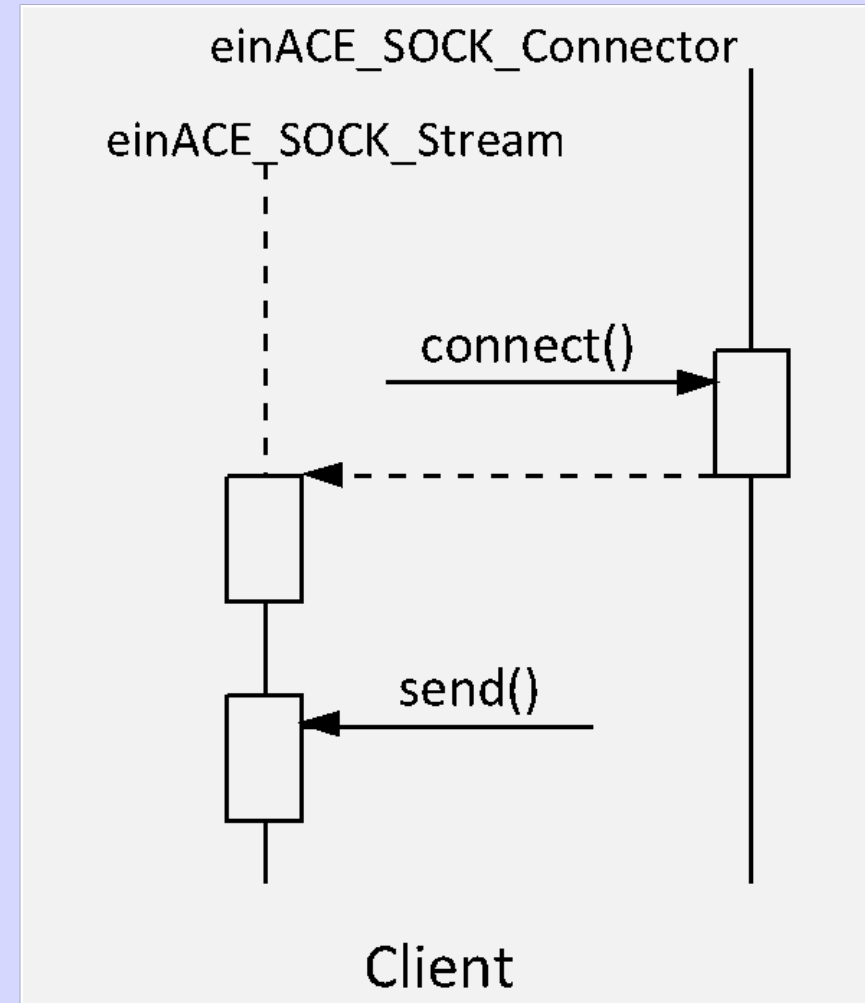 einACE_SOCK_Connector
einACE_SOCK_Stream
connect()
send()
Client